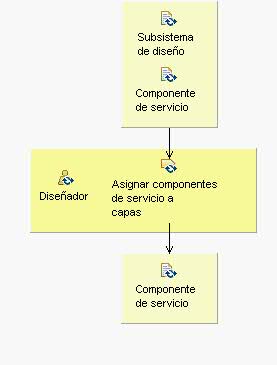 Subsistema
de diseño
Componente
de servicio
Diseñador
Asignar componentes
de servicio a
capas
Componente
de servicio